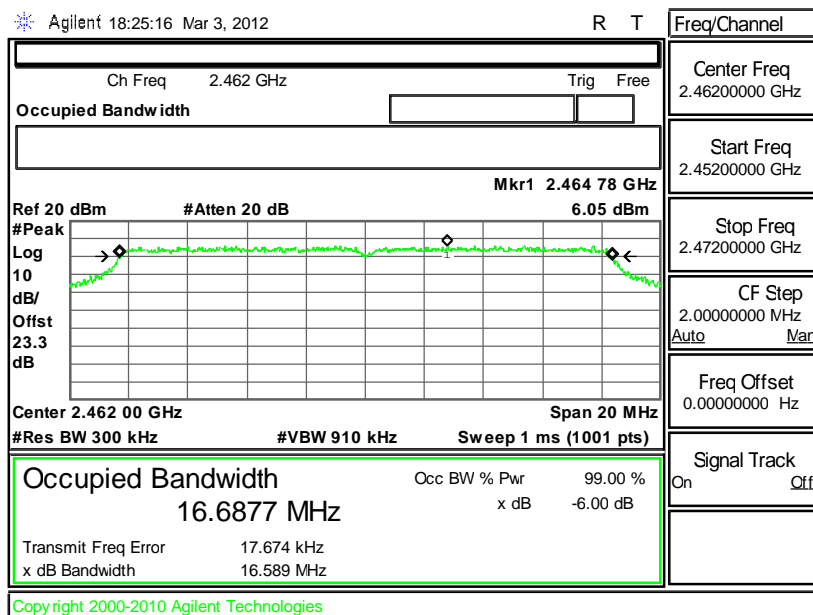 Agilent 18:25:16 Mar 3, 2012 R T
Freq/Channel
Ch Freq 2.462 GHz Trig Free
Occupied Bandwidth
Center Freq
2.46200000 GHz
Start Freq
2.45200000 GHz
Mkr1 2.464 78 GHz
Ref 20 dBm #Atten 20 dB 6.05 dBm
#Peak
Log
10
dB/
Offst
23.3
dB
1
Stop Freq
2.47200000 GHz
CF Step
2.00000000 MHz
Auto Man
Freq Offset
0.00000000 Hz
Center 2.462 00 GHz Span 20 MHz
#Res BW 300 kHz #VBW 910 kHz Sweep 1 ms (1001 pts)
Signal Track
On Off
Occupied Bandwidth
16.6877 MHz
Occ BW % Pwr 99.00 %
x dB -6.00 dB
Transmit Freq Error 17.674 kHz
x dB Bandwidth 16.589 MHz
Copyright 2000-2010 Agilent Technologies